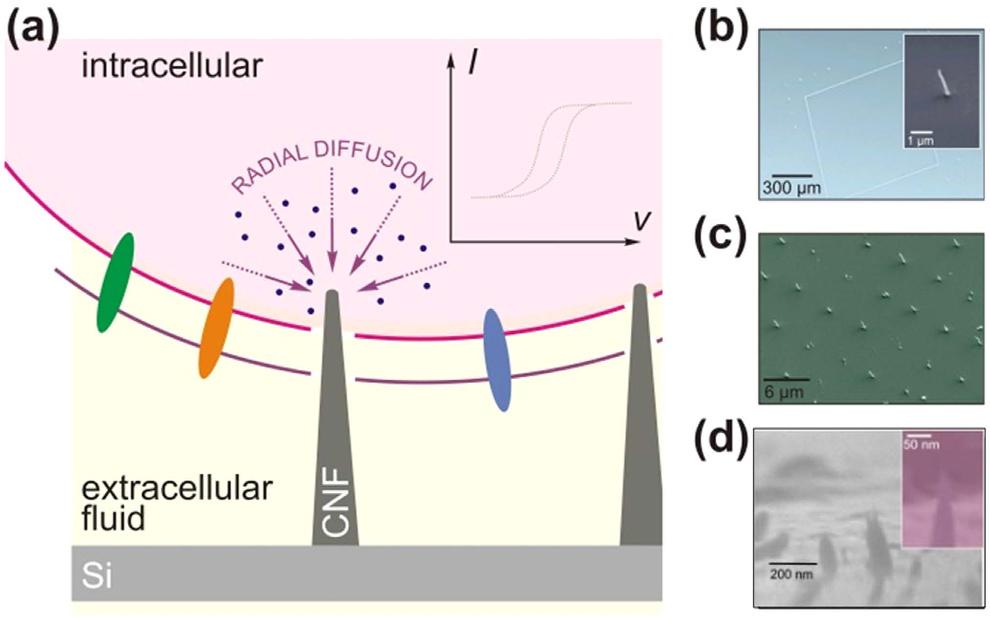 (a)
intracellular
I
RADIAL DIFFUSION
V
extracellular
fluid
CNF
Si
(b)
1 µm
300 µm
(c)
6 µm
(d)
50 nm
200 nm